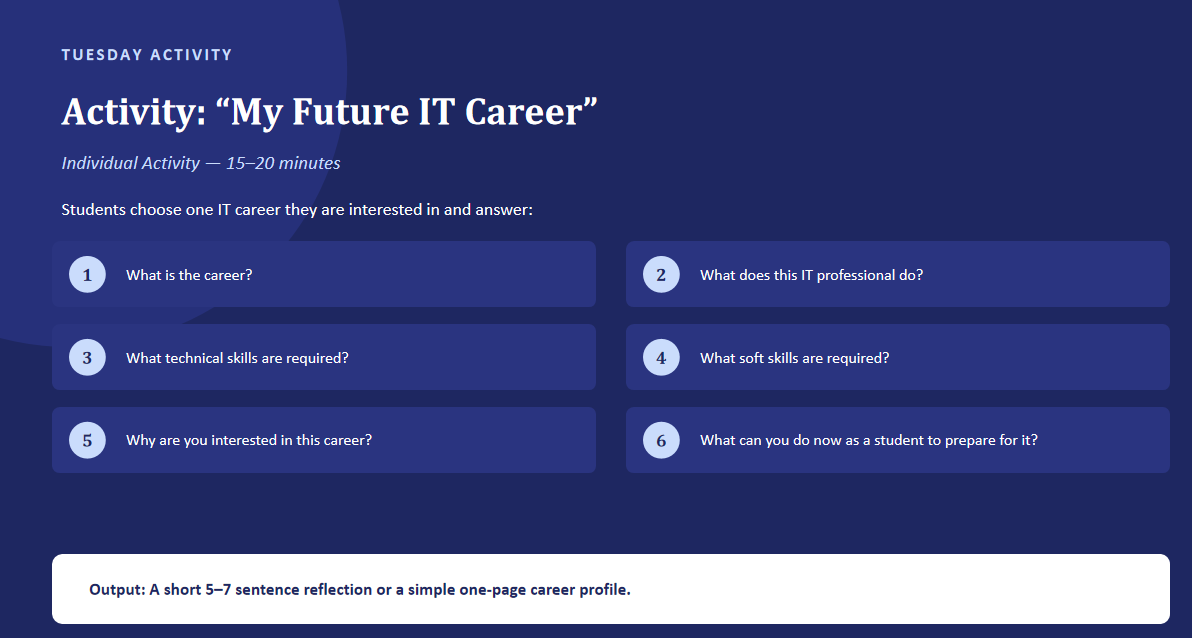 TUESDAY ACTIVITY
Activity: “My Future IT Career”
Individual Activity — 15–20 minutes
Students choose one IT career they are interested in and answer:
1 What is the career?
2 What does this IT professional do?
3 What technical skills are required?
4 What soft skills are required?
5 Why are you interested in this career?
6 What can you do now as a student to prepare for it?
Output: A short 5–7 sentence reflection or a simple one-page career profile.